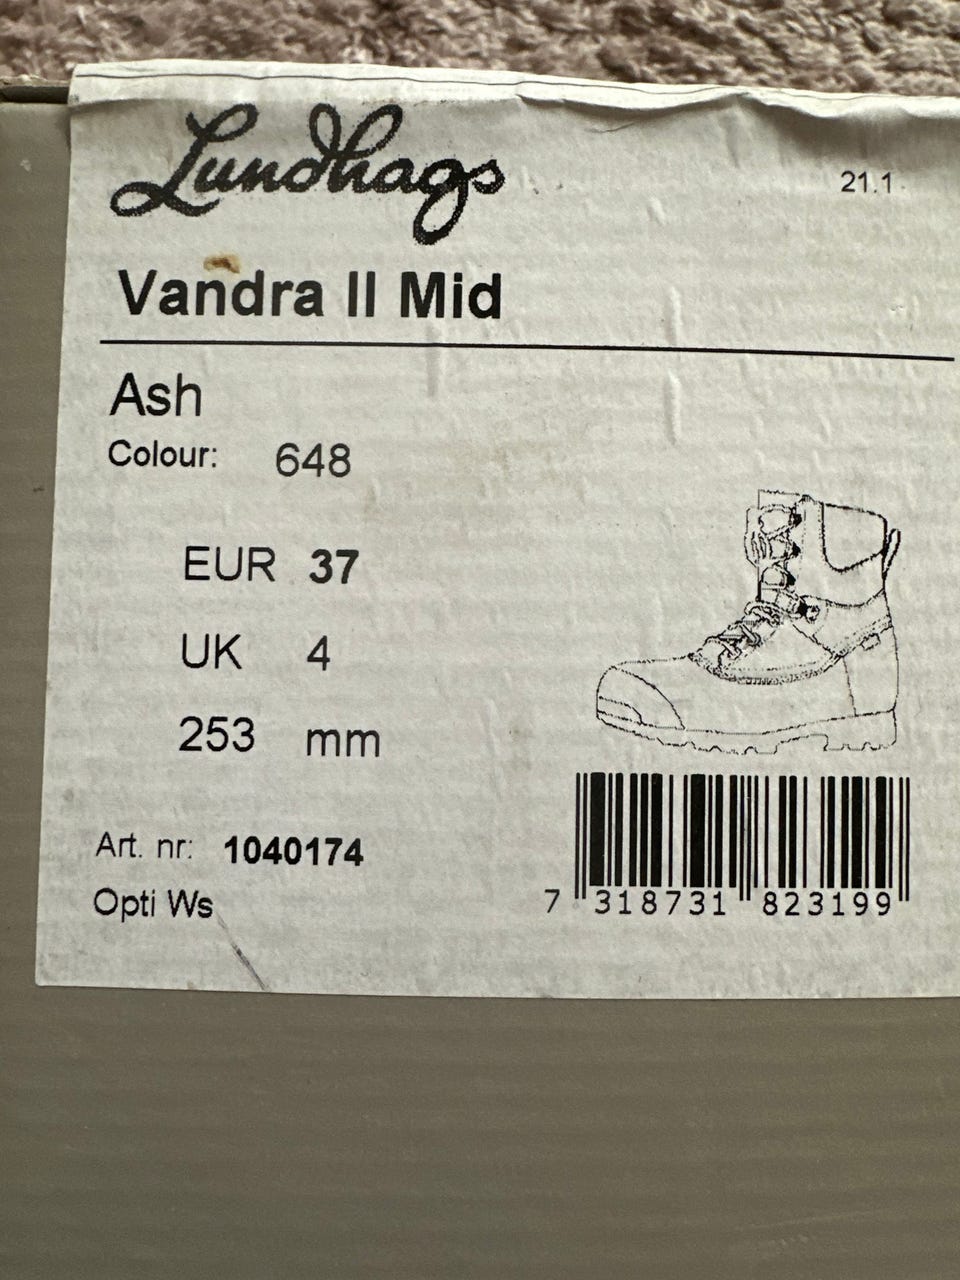 Lundhags
21.1
Vandra II Mid
Ash
Colour: 648
EUR 37
UK 4
253 mm
Art. nr: 1040174
Opti Ws
7 318731 823199